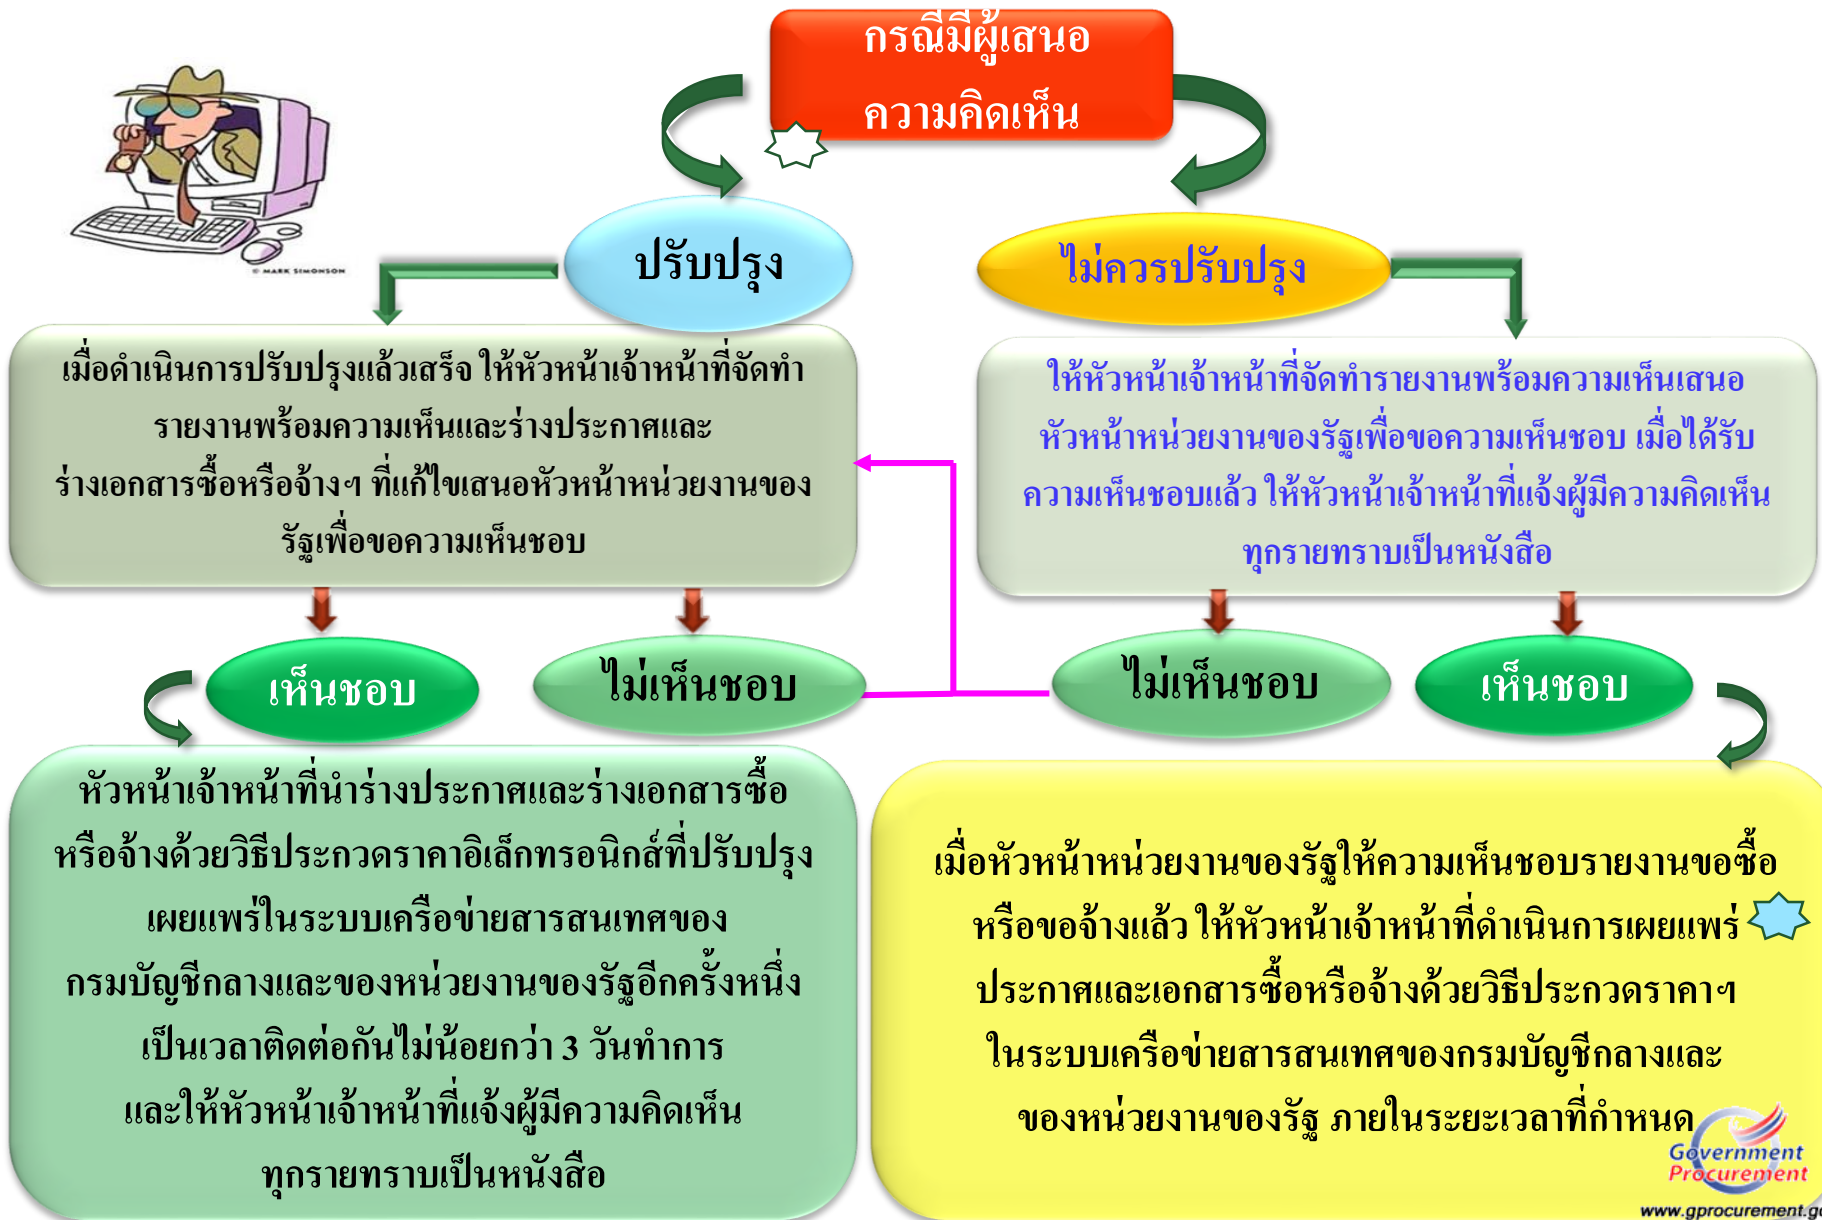 กรณีมีผู้เสนอ
ความคิดเห็น
© MARK SIMONSON
ปรับปรุง
ไม่ควรปรับปรุง
เมื่อดำเนินการปรับปรุงแล้วเสร็จ ให้หัวหน้าเจ้าหน้าที่จัดทำ
รายงานพร้อมความเห็นและร่างประกาศและ
ร่างเอกสารซื้อหรือจ้างฯ ที่แก้ไขเสนอหัวหน้าหน่วยงานของ
รัฐเพื่อขอความเห็นชอบ
ให้หัวหน้าเจ้าหน้าที่จัดทำรายงานพร้อมความเห็นเสนอ
หัวหน้าหน่วยงานของรัฐเพื่อขอความเห็นชอบ เมื่อได้รับ
ความเห็นชอบแล้ว ให้หัวหน้าเจ้าหน้าที่แจ้งผู้มีความคิดเห็น
ทุกรายทราบเป็นหนังสือ
เห็นชอบ
ไม่เห็นชอบ
ไม่เห็นชอบ
เห็นชอบ
หัวหน้าเจ้าหน้าที่นำร่างประกาศและร่างเอกสารซื้อ
หรือจ้างด้วยวิธีประกวดราคาอิเล็กทรอนิกส์ที่ปรับปรุง
เผยแพร่ในระบบเครือข่ายสารสนเทศของ
กรมบัญชีกลางและของหน่วยงานของรัฐอีกครั้งหนึ่ง
เป็นเวลาติดต่อกันไม่น้อยกว่า 3 วันทำการ
และให้หัวหน้าเจ้าหน้าที่แจ้งผู้มีความคิดเห็น
ทุกรายทราบเป็นหนังสือ
เมื่อหัวหน้าหน่วยงานของรัฐให้ความเห็นชอบรายงานขอซื้อ
หรือขอจ้างแล้ว ให้หัวหน้าเจ้าหน้าที่ดำเนินการเผยแพร่
ประกาศและเอกสารซื้อหรือจ้างด้วยวิธีประกวดราคาฯ
ในระบบเครือข่ายสารสนเทศของกรมบัญชีกลางและ
ของหน่วยงานของรัฐ ภายในระยะเวลาที่กำหนด
Government
Procurement
www.gprocurement.go